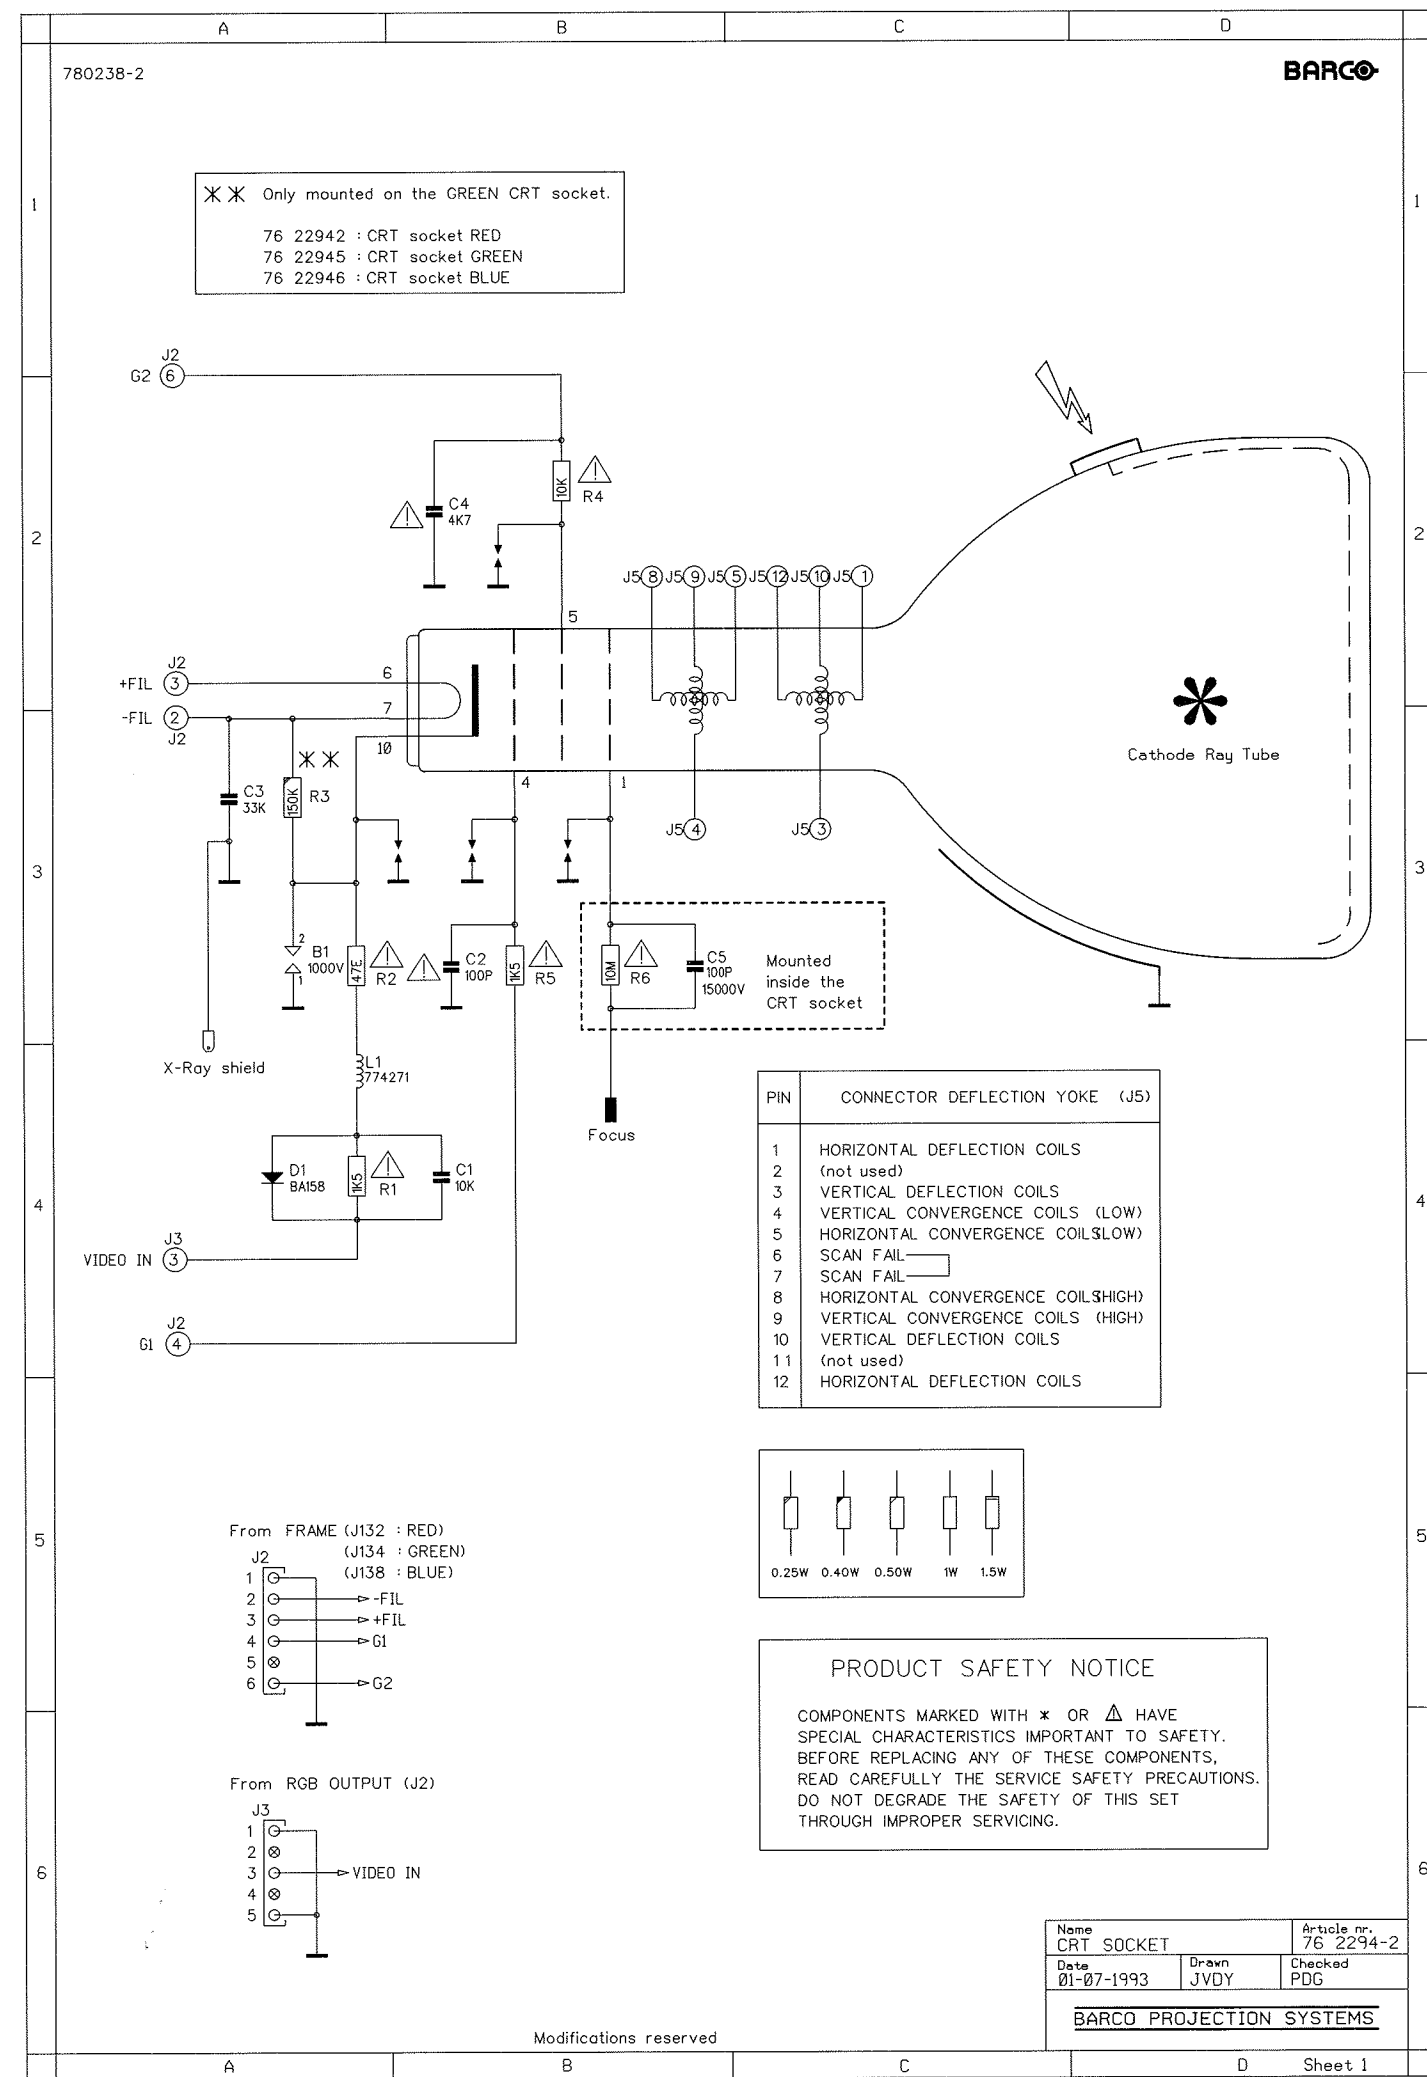 A B C D
780238-2
BARCO
1 1
** Only mounted on the GREEN CRT socket.
76 22942 : CRT socket RED
76 22945 : CRT socket GREEN
76 22946 : CRT socket BLUE
J2
G2 6
10K
R4
C4
4K7
2 2
J5 8 J5 9 J5 5 J5 12 J5 10 J5 1
5
J2
+FIL 3
6
-FIL 2
J2
7
10
* *
*
Cathode Ray Tube
4
1
C3
33K
150K
R3
J5 4
J5 3
3 3
2
B1
1000V
1
47E
R2
C2
100P
1K5
R5
10M
R6
C5
100P
15000V
Mounted
inside the
CRT socket
X-Ray shield
L1
774271
Focus
D1
BA158
1K5
R1
C1
10K
J3
VIDEO IN 3
J2
G1 4
4 4
PIN CONNECTOR DEFLECTION YOKE (J5)
1 HORIZONTAL DEFLECTION COILS
2 (not used)
3 VERTICAL DEFLECTION COILS
4 VERTICAL CONVERGENCE COILS (LOW)
5 HORIZONTAL CONVERGENCE COILS(LOW)
6 SCAN FAIL
7 SCAN FAIL
8 HORIZONTAL CONVERGENCE COILS(HIGH)
9 VERTICAL CONVERGENCE COILS (HIGH)
10 VERTICAL DEFLECTION COILS
11 (not used)
12 HORIZONTAL DEFLECTION COILS
0.25W 0.40W 0.50W 1W 1.5W
5 5
From FRAME (J132 : RED)
(J134 : GREEN)
(J138 : BLUE)
J2
1
2 -FIL
3 +FIL
4 G1
5
6 G2
PRODUCT SAFETY NOTICE
COMPONENTS MARKED WITH * OR ⚠ HAVE
SPECIAL CHARACTERISTICS IMPORTANT TO SAFETY.
BEFORE REPLACING ANY OF THESE COMPONENTS,
READ CAREFULLY THE SERVICE SAFETY PRECAUTIONS.
DO NOT DEGRADE THE SAFETY OF THIS SET
THROUGH IMPROPER SERVICING.
From RGB OUTPUT (J2)
J3
1
2
3 VIDEO IN
4
5
6 6
Name
CRT SOCKET
Article nr.
76 2294-2
Date
01-07-1993
Drawn
JVDY
Checked
PDG
BARCO PROJECTION SYSTEMS
Modifications reserved
A B C D Sheet 1